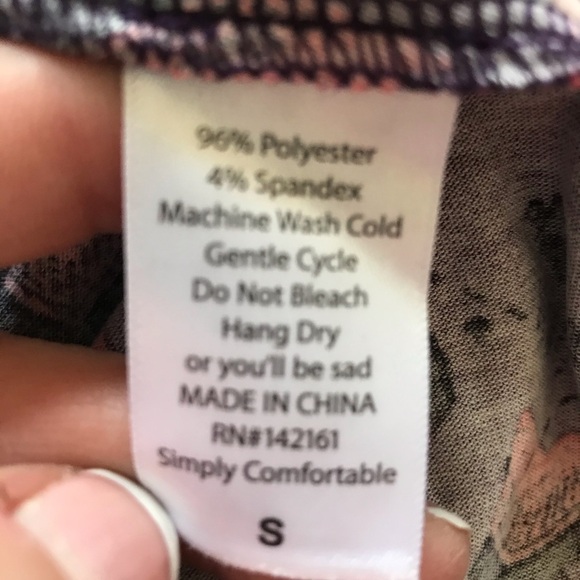 96% Polyester
4% Spandex
Machine Wash Cold
Gentle Cycle
Do Not Bleach
Hang Dry
or you'll be sad
MADE IN CHINA
RN#142161
Simply Comfortable
S